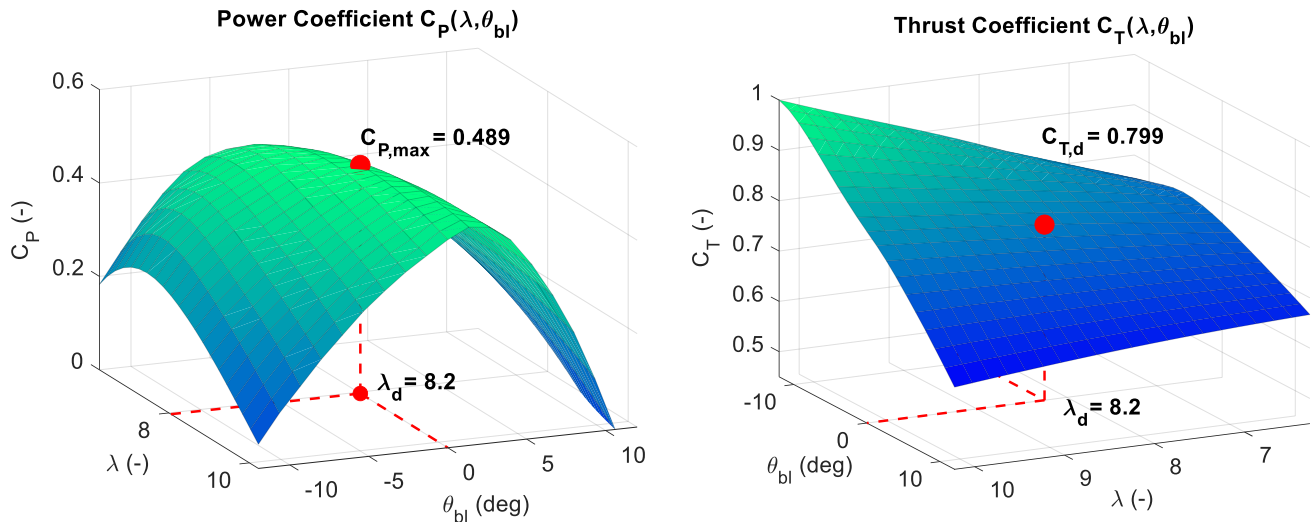 Power Coefficient C_P(λ,θ_bl)
0.6
0.4
0.2
0
C_P (-)
C_P,max = 0.489
λ_d = 8.2
8
10
λ (-)
-10
-5
0
5
10
θ_bl (deg)
Thrust Coefficient C_T(λ,θ_bl)
1
0.9
0.8
0.7
0.6
0.5
C_T (-)
C_T,d = 0.799
λ_d = 8.2
-10
0
10
θ_bl (deg)
10
9
8
7
λ (-)